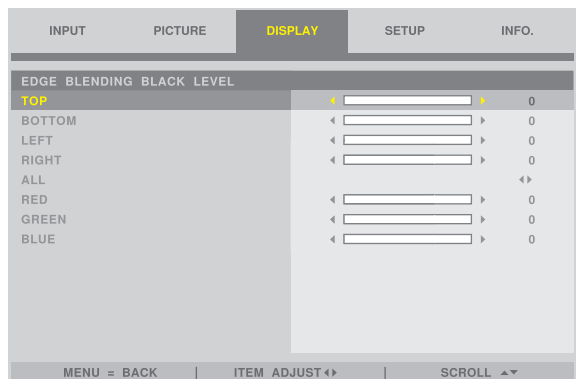 INPUT PICTURE DISPLAY SETUP INFO.
EDGE BLENDING BLACK LEVEL
TOP 0
BOTTOM 0
LEFT 0
RIGHT 0
ALL
RED 0
GREEN 0
BLUE 0
MENU = BACK | ITEM ADJUST | SCROLL